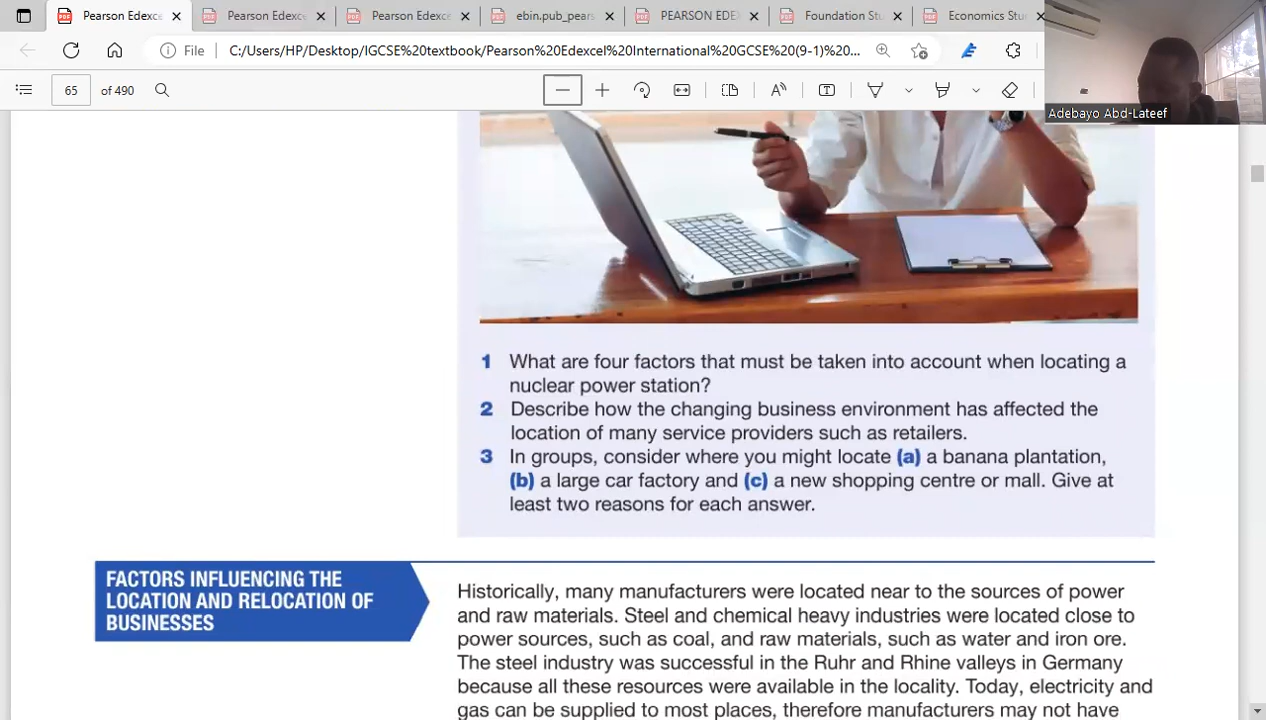 Pearson Edexce
Pearson Edexce
Pearson Edexce
ebin.pub_pears
PEARSON EDE
Foundation Stu
Economics Stu
File
C:/Users/HP/Desktop/IGCSE%20textbook/Pearson%20Edexcel%20International%20GCSE%20(9-1)%20...
65
of 490
Adebayo Abd-Lateef
1 What are four factors that must be taken into account when locating a
nuclear power station?
2 Describe how the changing business environment has affected the
location of many service providers such as retailers.
3 In groups, consider where you might locate (a) a banana plantation,
(b) a large car factory and (c) a new shopping centre or mall. Give at
least two reasons for each answer.
FACTORS INFLUENCING THE
LOCATION AND RELOCATION OF
BUSINESSES
Historically, many manufacturers were located near to the sources of power
and raw materials. Steel and chemical heavy industries were located close to
power sources, such as coal, and raw materials, such as water and iron ore.
The steel industry was successful in the Ruhr and Rhine valleys in Germany
because all these resources were available in the locality. Today, electricity and
gas can be supplied to most places, therefore manufacturers may not have